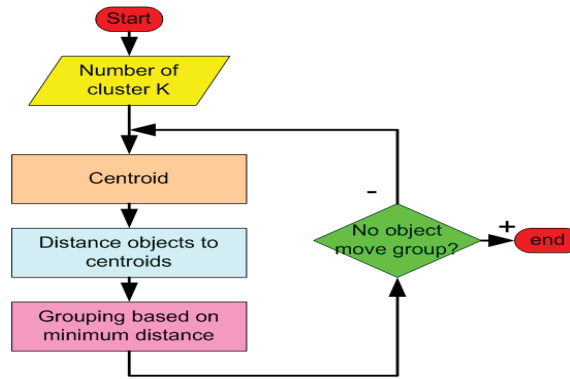 Start
Number of
cluster K
Centroid
Distance objects to
centroids
Grouping based on
minimum distance
-
No object
move group?
+
end